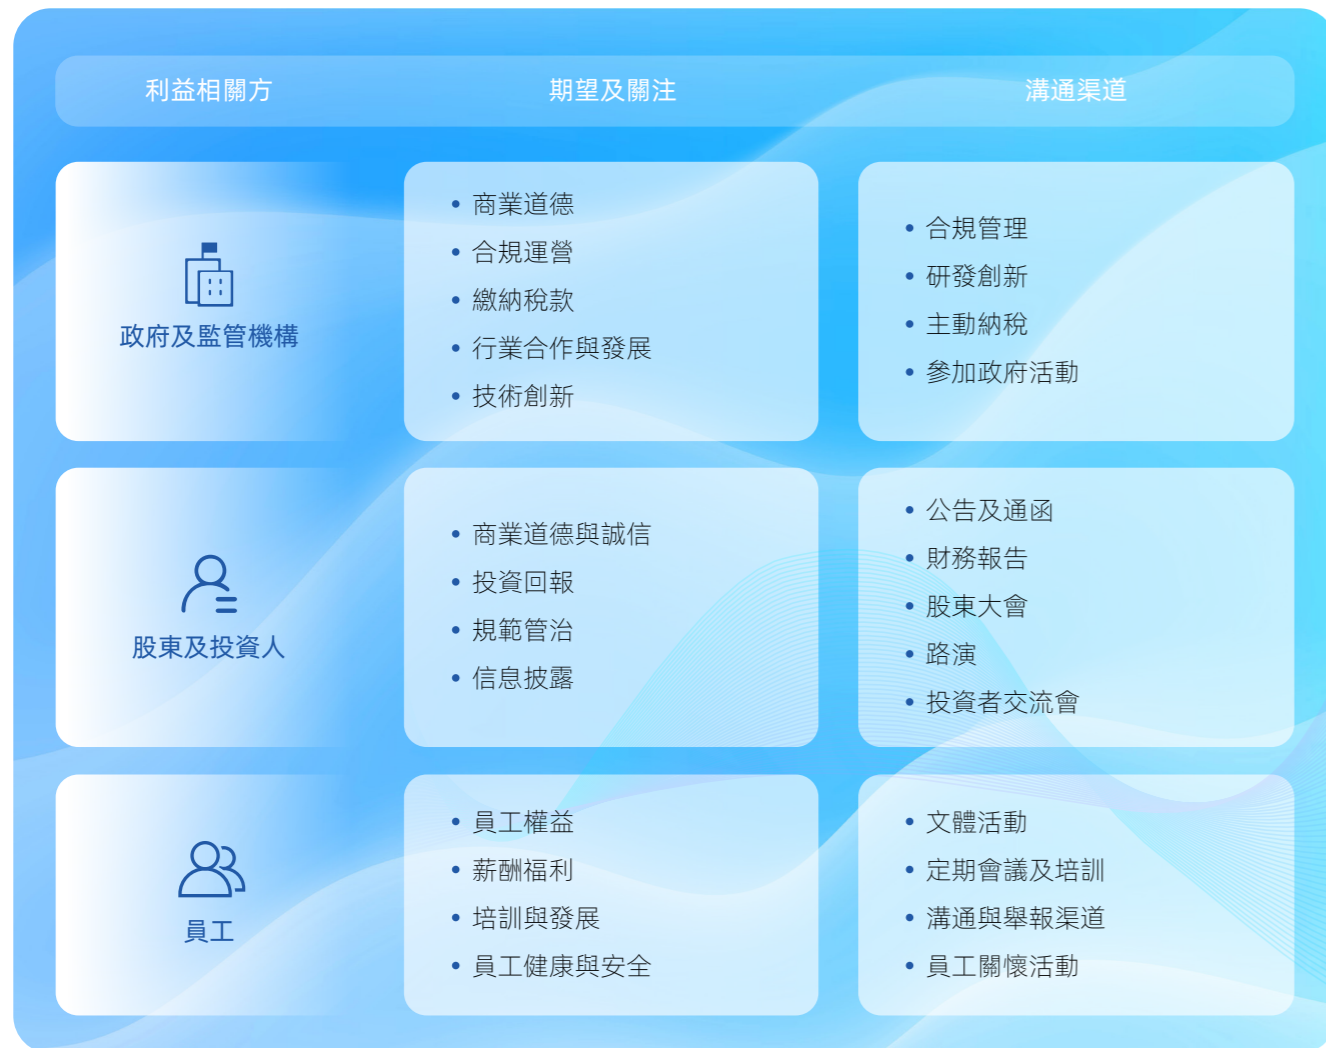 利益相關方
期望及關注
溝通渠道
政府及監管機構
商業道德
合規運營
繳納稅款
行業合作與發展
技術創新
合規管理
研發創新
主動納稅
參加政府活動
股東及投資人
商業道德與誠信
投資回報
規範管治
信息披露
公告及通函
財務報告
股東大會
路演
投資者交流會
員工
員工權益
薪酬福利
培訓與發展
員工健康與安全
文體活動
定期會議及培訓
溝通與舉報渠道
員工關懷活動